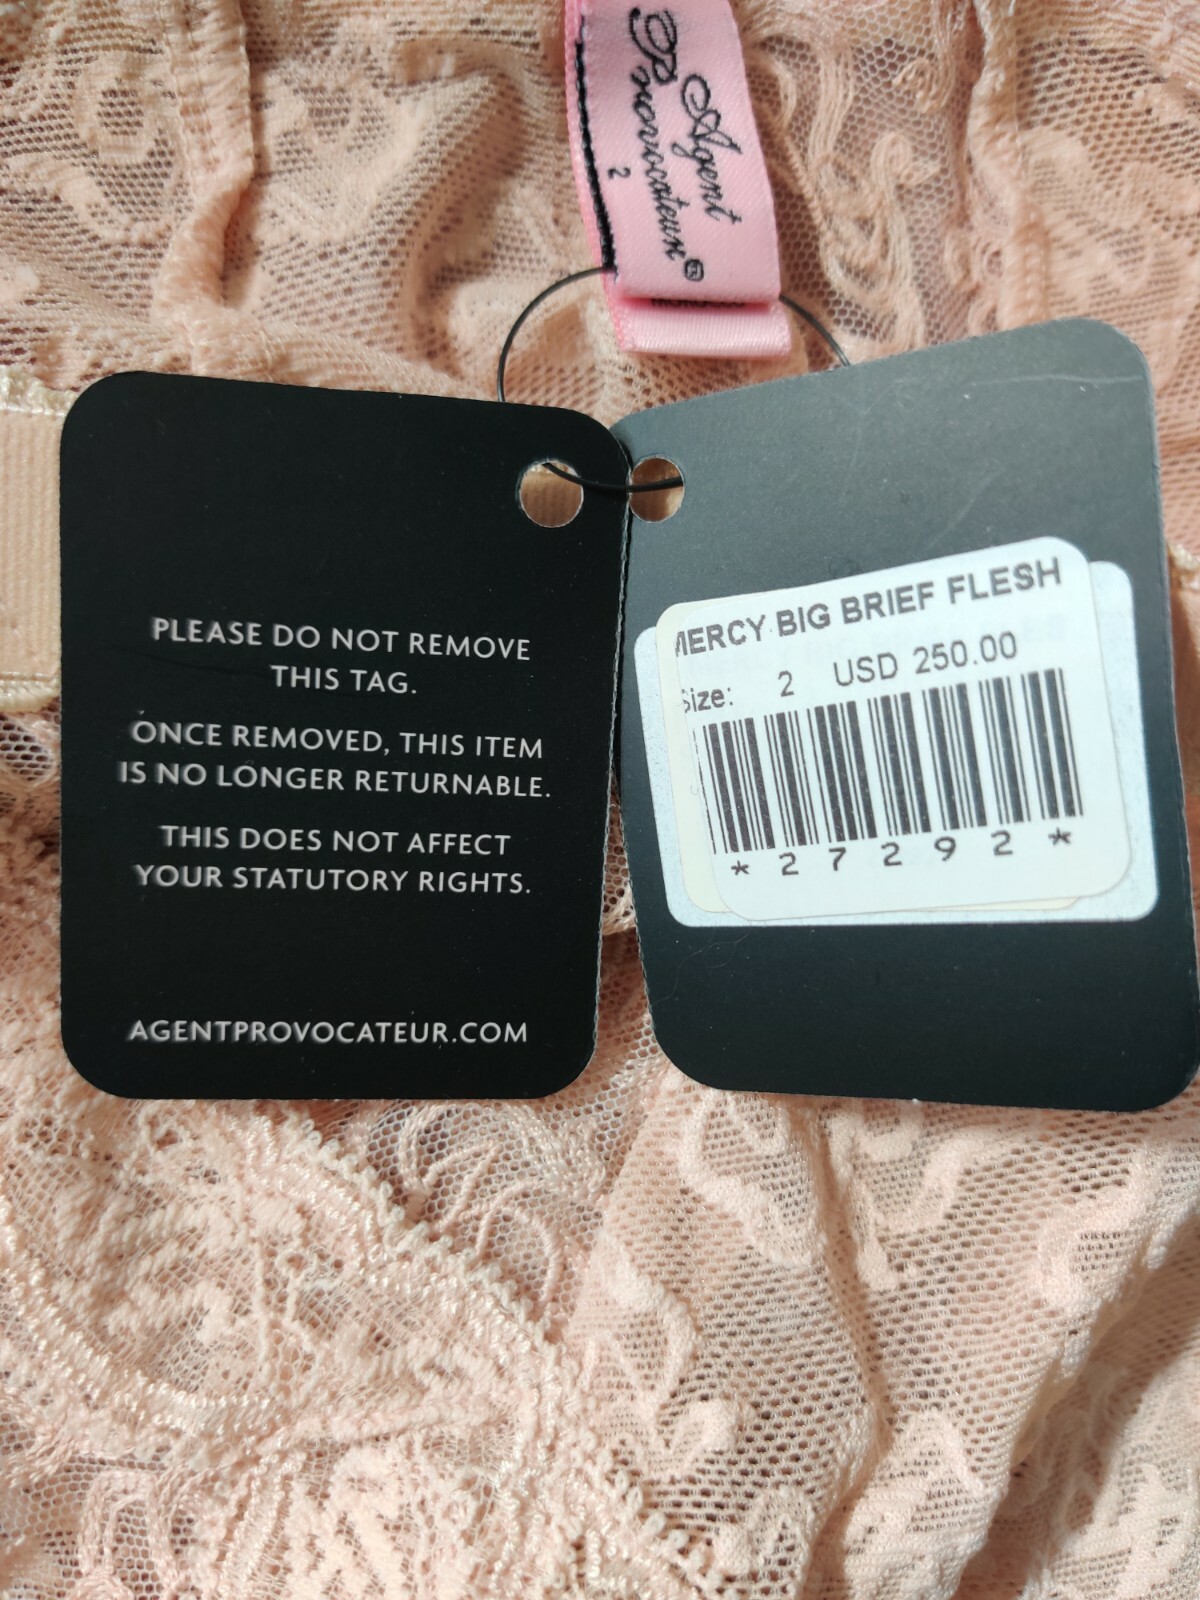 Agent
Provocateur®
2
PLEASE DO NOT REMOVE
THIS TAG.
ONCE REMOVED, THIS ITEM
IS NO LONGER RETURNABLE.
THIS DOES NOT AFFECT
YOUR STATUTORY RIGHTS.
AGENTPROVOCATEUR.COM
MERCY BIG BRIEF FLESH
Size: 2 USD 250.00
*27292*